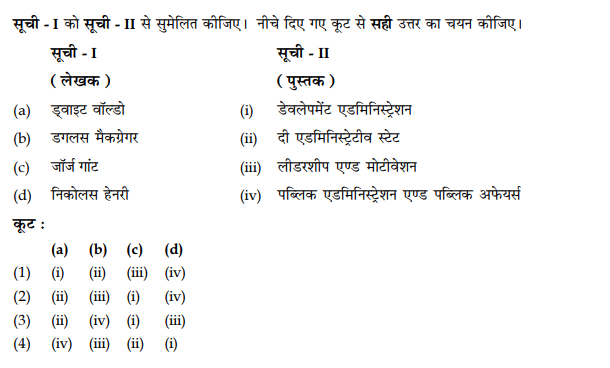 सूची - I को सूची - II से सुमेलित कीजिए। नीचे दिए गए कूट से सही उत्तर का चयन कीजिए।
सूची - I सूची - II
( लेखक ) ( पुस्तक )
(a) ड्वाइट वॉल्डो (i) डेवलेपमेंट एडमिनिस्ट्रेशन
(b) डगलस मैकग्रेगर (ii) दी एडमिनिस्ट्रेटीव स्टेट
(c) जॉर्ज गांट (iii) लीडरशीप एण्ड मोटीवेशन
(d) निकोलस हेनरी (iv) पब्लिक एडमिनिस्ट्रेशन एण्ड पब्लिक अफेयर्स
कूट :
(a) (b) (c) (d)
(1) (i) (ii) (iii) (iv)
(2) (ii) (iii) (i) (iv)
(3) (ii) (iv) (i) (iii)
(4) (iv) (iii) (ii) (i)